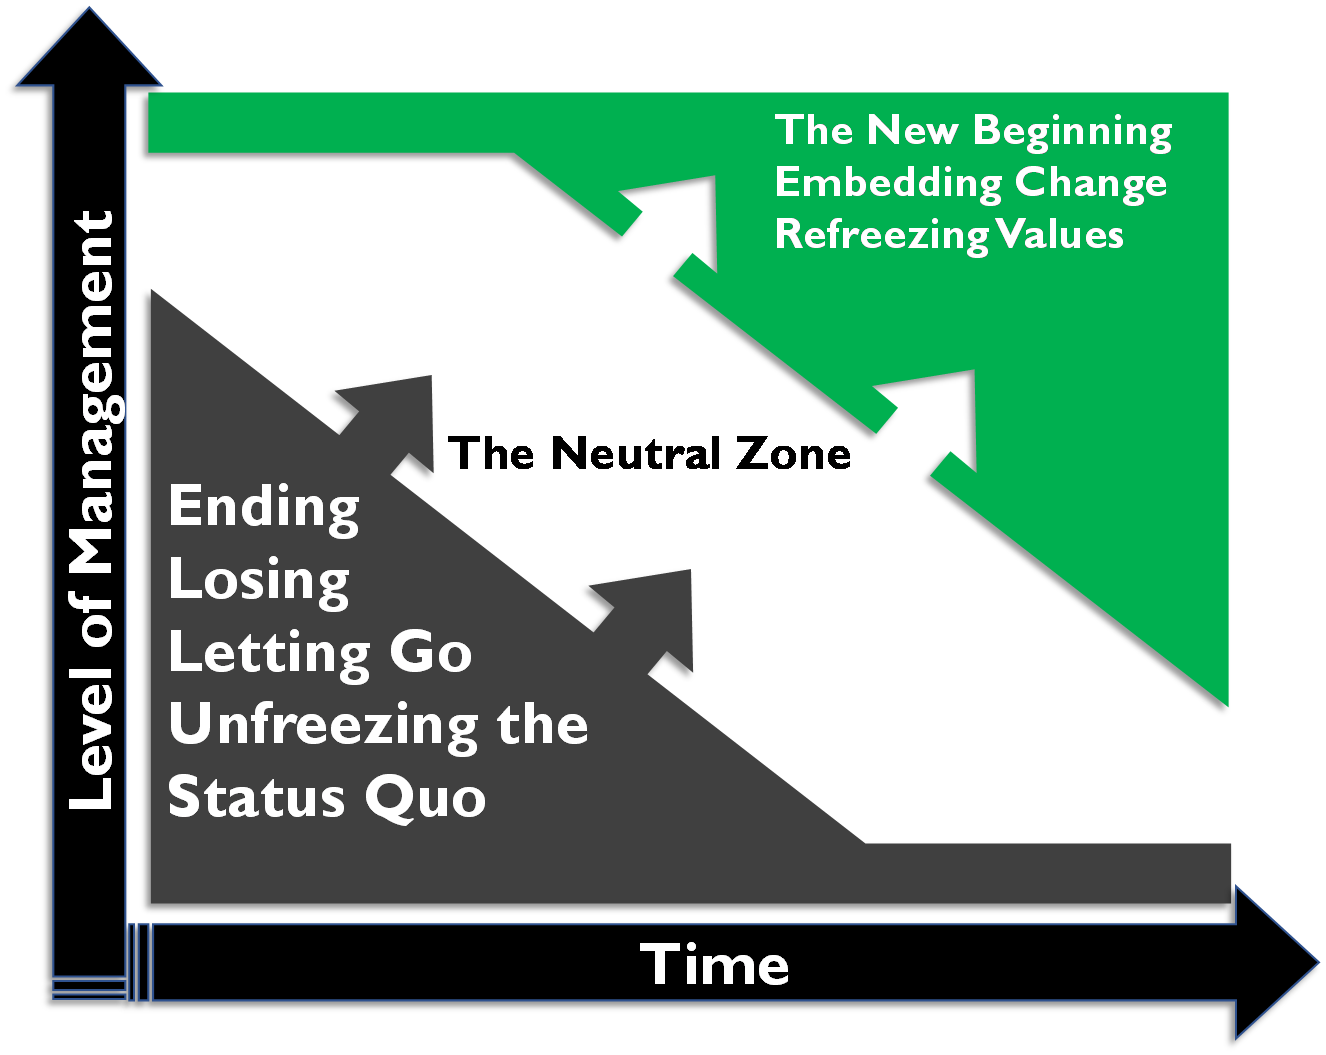 The New Beginning
Embedding Change
Refreezing Values
Level of Management
The Neutral Zone
Ending
Losing
Letting Go
Unfreezing the
Status Quo
Time